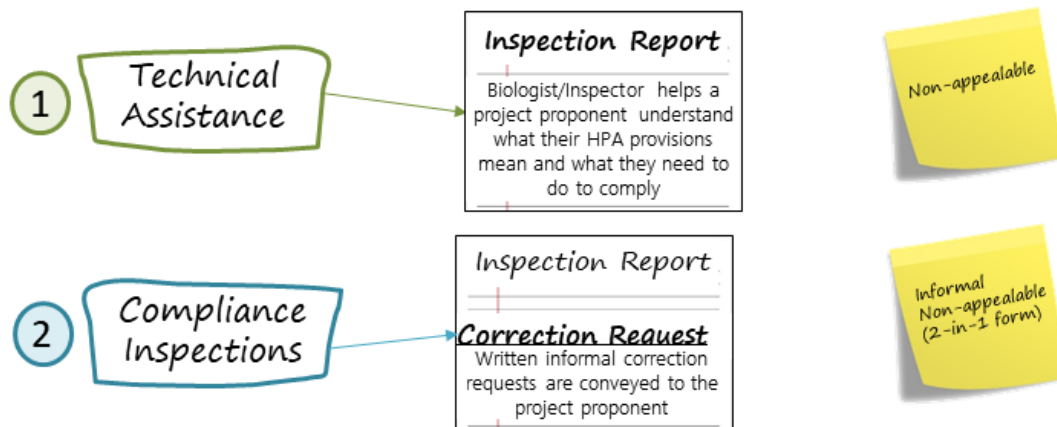 1
Technical
Assistance
Inspection Report
Biologist/Inspector helps a
project proponent understand
what their HPA provisions
mean and what they need to
do to comply
Non-appealable
2
Compliance
Inspections
Inspection Report
Correction Request
Written informal correction
requests are conveyed to the
project proponent
Informal
Non-appealable
(2-in-1 form)